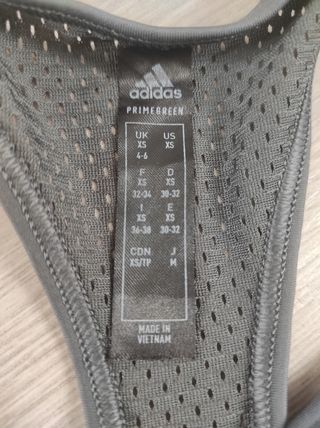 adidas
PRIMEGREEN
UK US
XS XS
4-6
F D
XS XS
32-34 30-32
I E
XS XS
36-38 30-32
CDN J
XS/TP M
MADE IN
VIETNAM